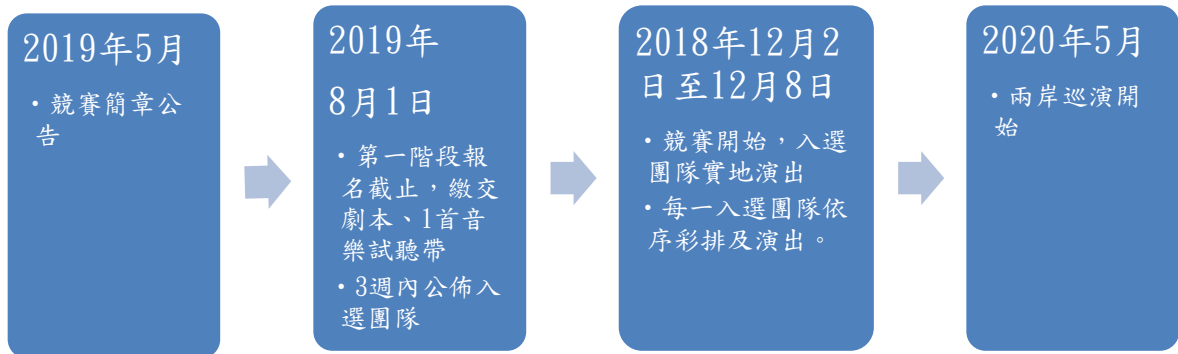 2019年5月
・競賽簡章公
告
2019年
8月1日
・第一階段報
名截止，繳交
劇本、1首音
樂試聽帶
・3週內公佈入
選團隊
2018年12月2
日至12月8日
・競賽開始，入選
團隊實地演出
・每一入選團隊依
序彩排及演出。
2020年5月
・兩岸巡演開
始